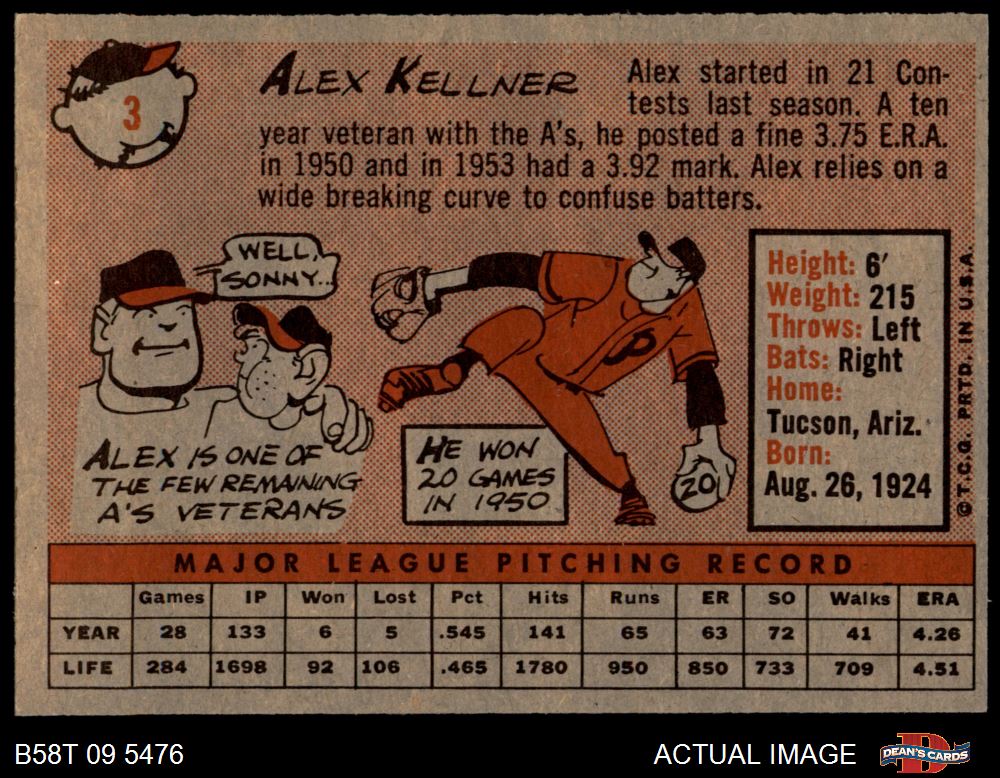 3
ALEX KELLNER
Alex started in 21 Con-
tests last season. A ten
year veteran with the A's, he posted a fine 3.75 E.R.A.
in 1950 and in 1953 had a 3.92 mark. Alex relies on a
wide breaking curve to confuse batters.
WELL,
SONNY...
ALEX IS ONE OF
THE FEW REMAINING
A'S VETERANS
P
HE WON
20 GAMES
IN 1950
20
Height: 6'
Weight: 215
Throws: Left
Bats: Right
Home:
Tucson, Ariz.
Born:
Aug. 26, 1924
© T.C.G. PRTD. IN U.S.A.
MAJOR LEAGUE PITCHING RECORD
Games IP Won Lost Pct Hits Runs ER SO Walks ERA
YEAR 28 133 6 5 .545 141 65 63 72 41 4.26
LIFE 284 1698 92 106 .465 1780 950 850 733 709 4.51
B58T 09 5476
ACTUAL IMAGE
DEAN'S CARDS